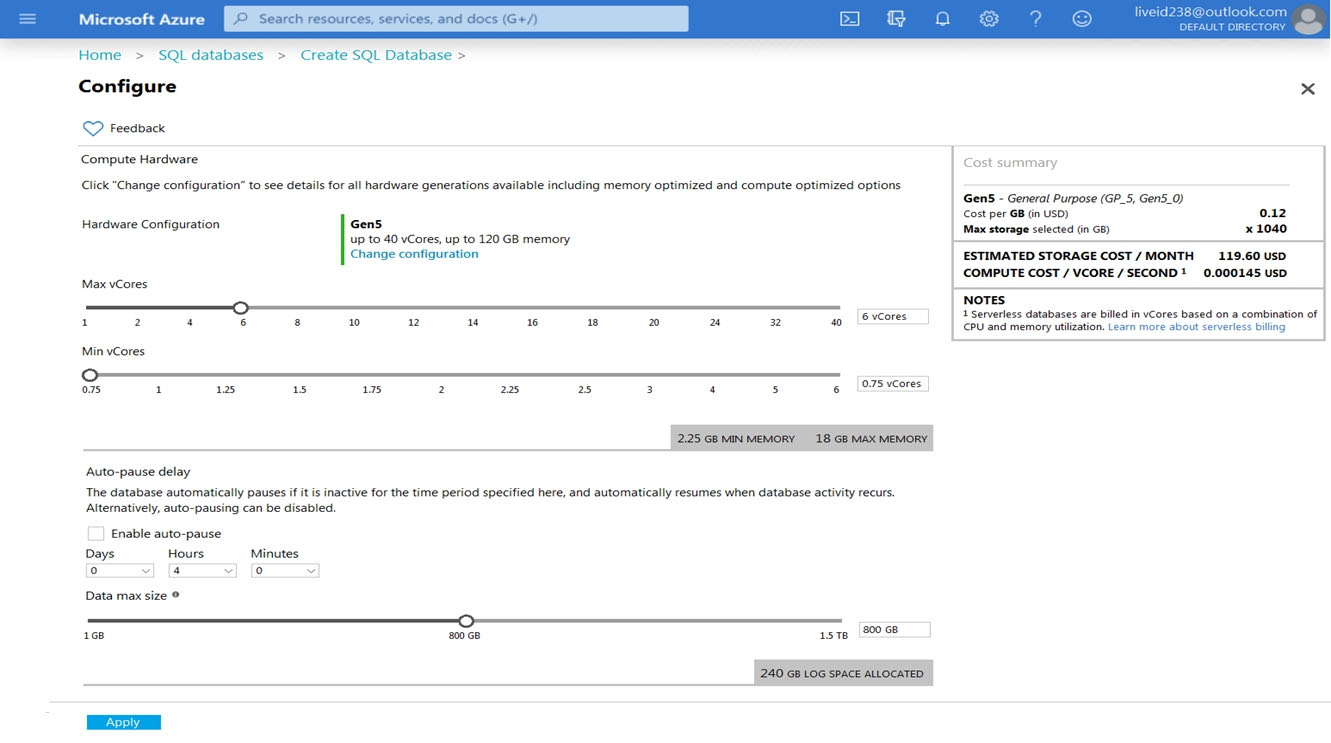 Microsoft Azure
Search resources, services, and docs (G+/)
liveid238@outlook.com
DEFAULT DIRECTORY
Home > SQL databases > Create SQL Database >
Configure
Feedback
Compute Hardware
Click "Change configuration" to see details for all hardware generations available including memory optimized and compute optimized options
Hardware Configuration
Gen5
up to 40 vCores, up to 120 GB memory
Change configuration
Max vCores
1 2 4 6 8 10 12 14 16 18 20 24 32 40
6 vCores
Min vCores
0.75 1 1.25 1.5 1.75 2 2.25 2.5 3 4 5 6
0.75 vCores
2.25 GB MIN MEMORY 18 GB MAX MEMORY
Auto-pause delay
The database automatically pauses if it is inactive for the time period specified here, and automatically resumes when database activity recurs.
Alternatively, auto-pausing can be disabled.
Enable auto-pause
Days Hours Minutes
0 4 0
Data max size
1 GB 800 GB 1.5 TB
800 GB
240 GB LOG SPACE ALLOCATED
Apply
Cost summary
Gen5 - General Purpose (GP_5, Gen5_0)
Cost per GB (in USD) 0.12
Max storage selected (in GB) x 1040
ESTIMATED STORAGE COST / MONTH 119.60 USD
COMPUTE COST / VCORE / SECOND ¹ 0.000145 USD
NOTES
¹ Serverless databases are billed in vCores based on a combination of
CPU and memory utilization. Learn more about serverless billing